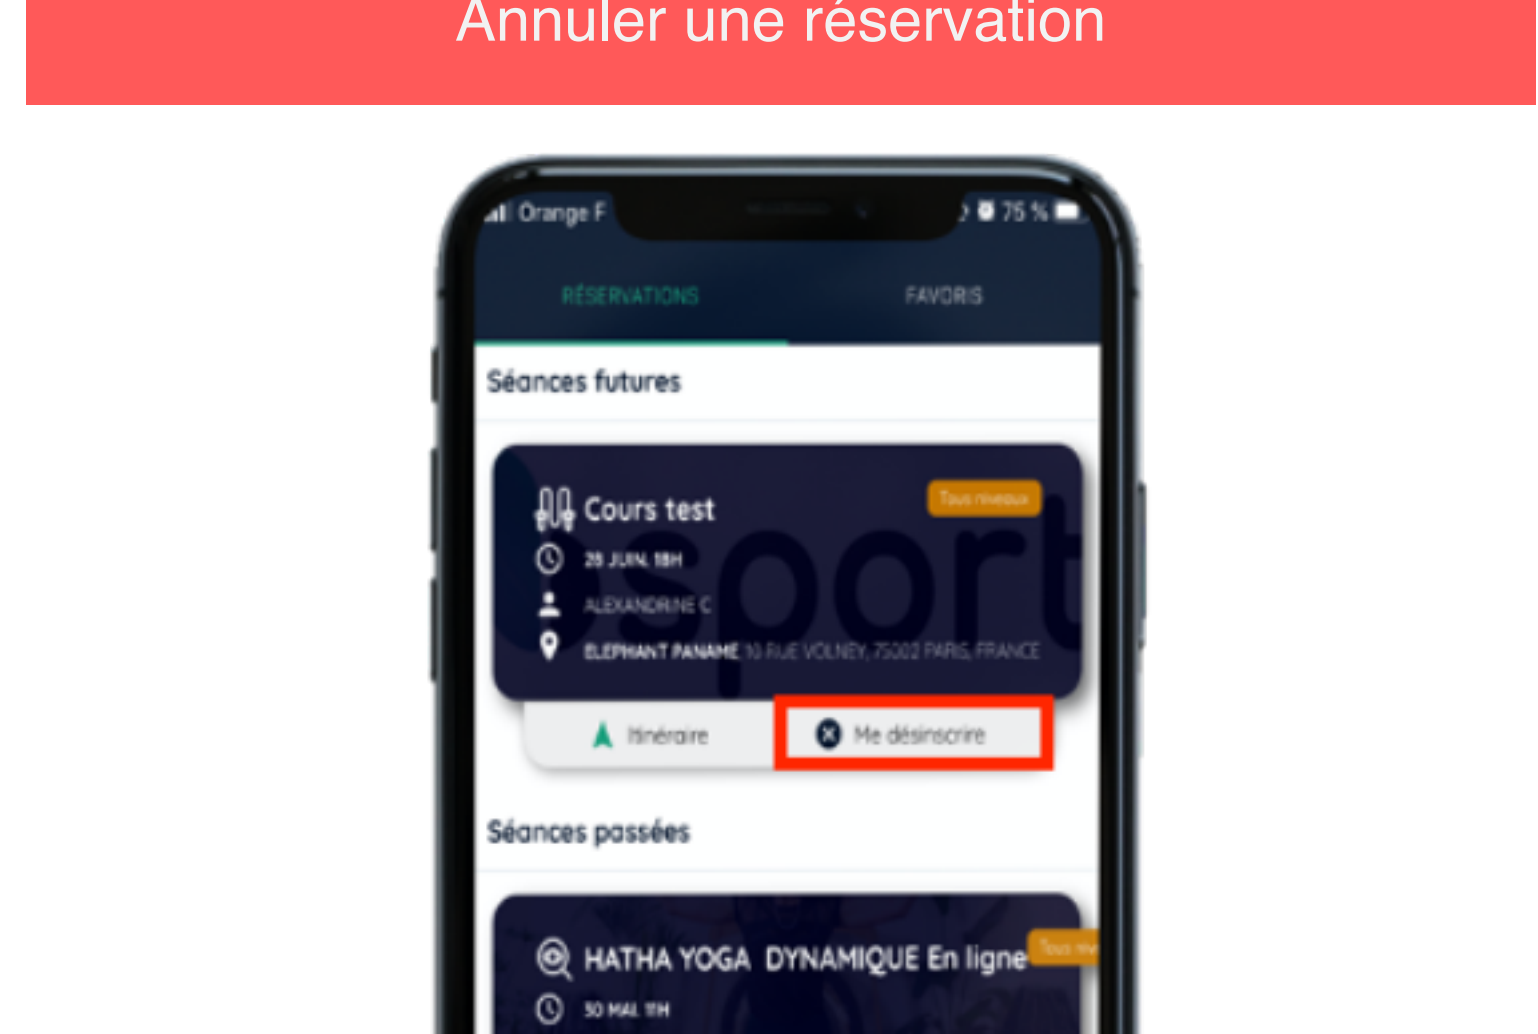 Annuler une réservation
Orange F
75 %
RÉSERVATIONS
FAVORIS
Séances futures
Cours test
Tous niveaux
28 JUIN. 18H
ALEXANDRINE C
ELEPHANT PANAME 10 RUE VOLNEY, 75002 PARIS, FRANCE
osport
Itinéraire
Me désinscrire
Séances passées
HATHA YOGA DYNAMIQUE En ligne
Tous
30 MAI. 11H